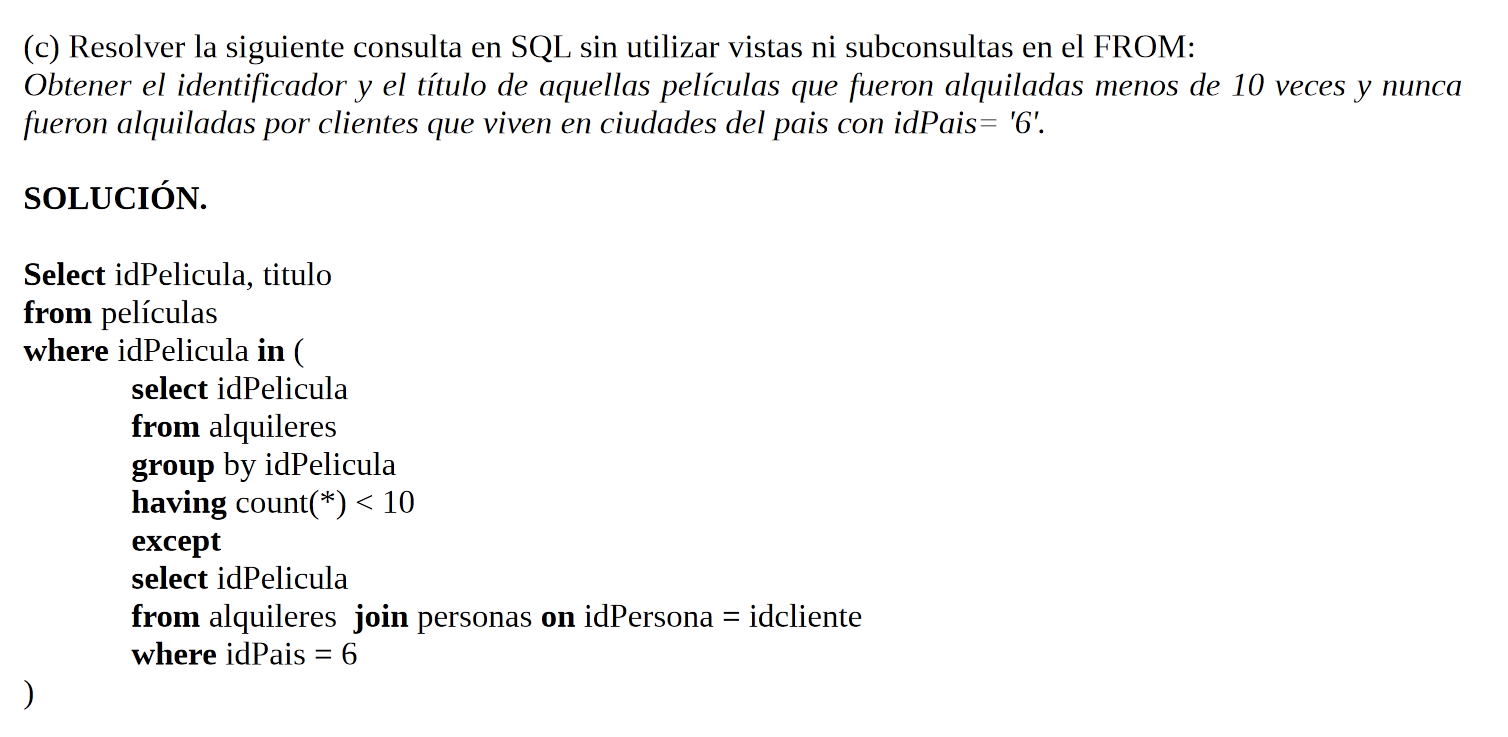 (c) Resolver la siguiente consulta en SQL sin utilizar vistas ni subconsultas en el FROM:
Obtener el identificador y el título de aquellas películas que fueron alquiladas menos de 10 veces y nunca
fueron alquiladas por clientes que viven en ciudades del pais con idPais= '6'.
SOLUCIÓN.
Select idPelicula, titulo
from películas
where idPelicula in (
select idPelicula
from alquileres
group by idPelicula
having count(*) < 10
except
select idPelicula
from alquileres join personas on idPersona = idcliente
where idPais = 6
)